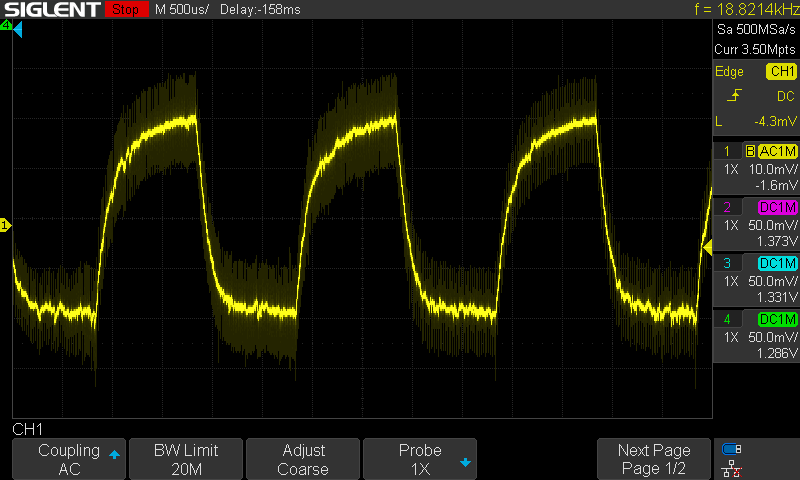 SIGLENT Stop M 500us/ Delay:-158ms f = 18.8214kHz
Sa 500MSa/s
Curr 3.50Mpts
Edge CH1
DC
L -4.3mV
1 B AC1M
1X 10.0mV/
-1.6mV
2 DC1M
1X 50.0mV/
1.373V
3 DC1M
1X 50.0mV/
1.331V
4 DC1M
1X 50.0mV/
1.286V
4
1
CH1
Coupling
AC
BW Limit
20M
Adjust
Coarse
Probe
1X
Next Page
Page 1/2